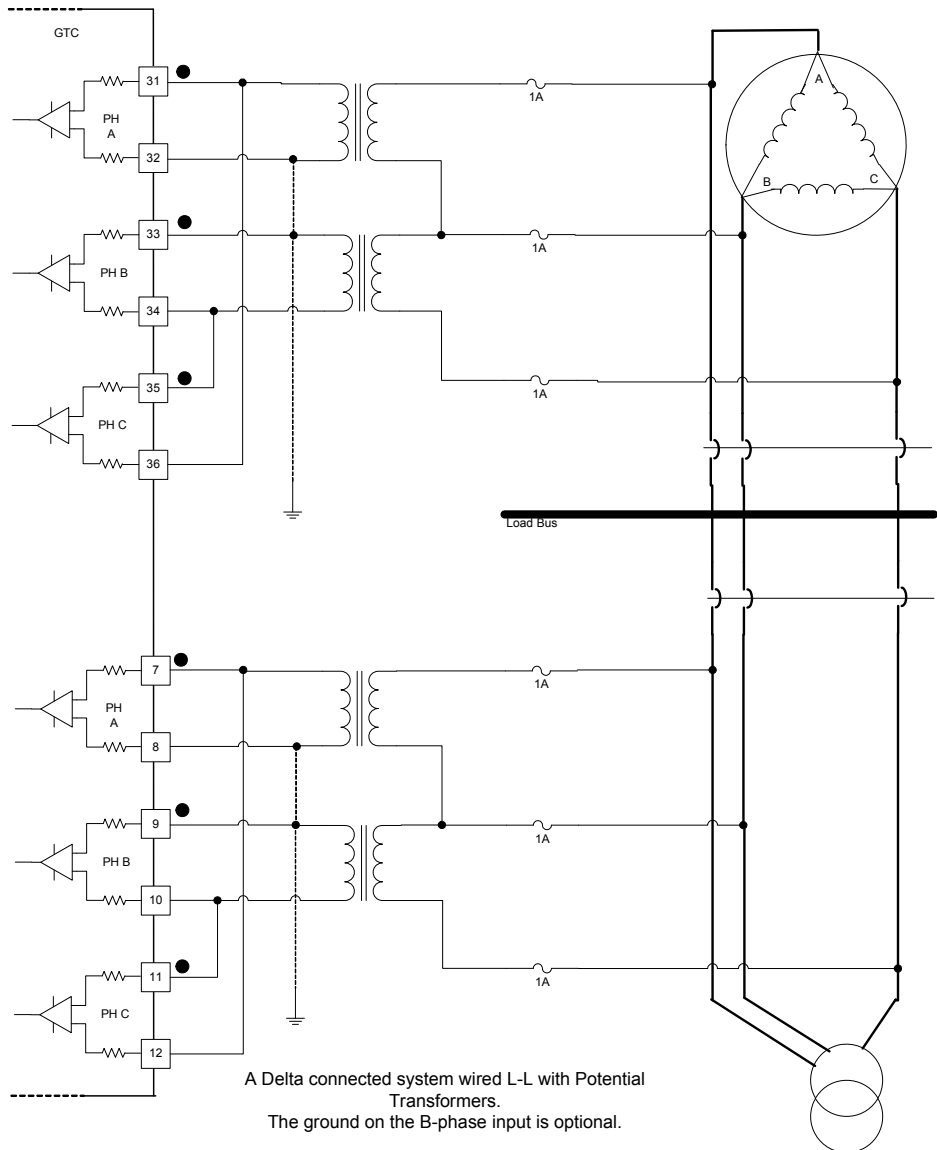 GTC
31
PH
A
1A
A
32
B
C
33
PH B
1A
34
35
1A
PH C
36
Load Bus
7
1A
PH
A
8
9
PH B
1A
10
11
1A
PH C
12
A Delta connected system wired L-L with Potential
Transformers.
The ground on the B-phase input is optional.